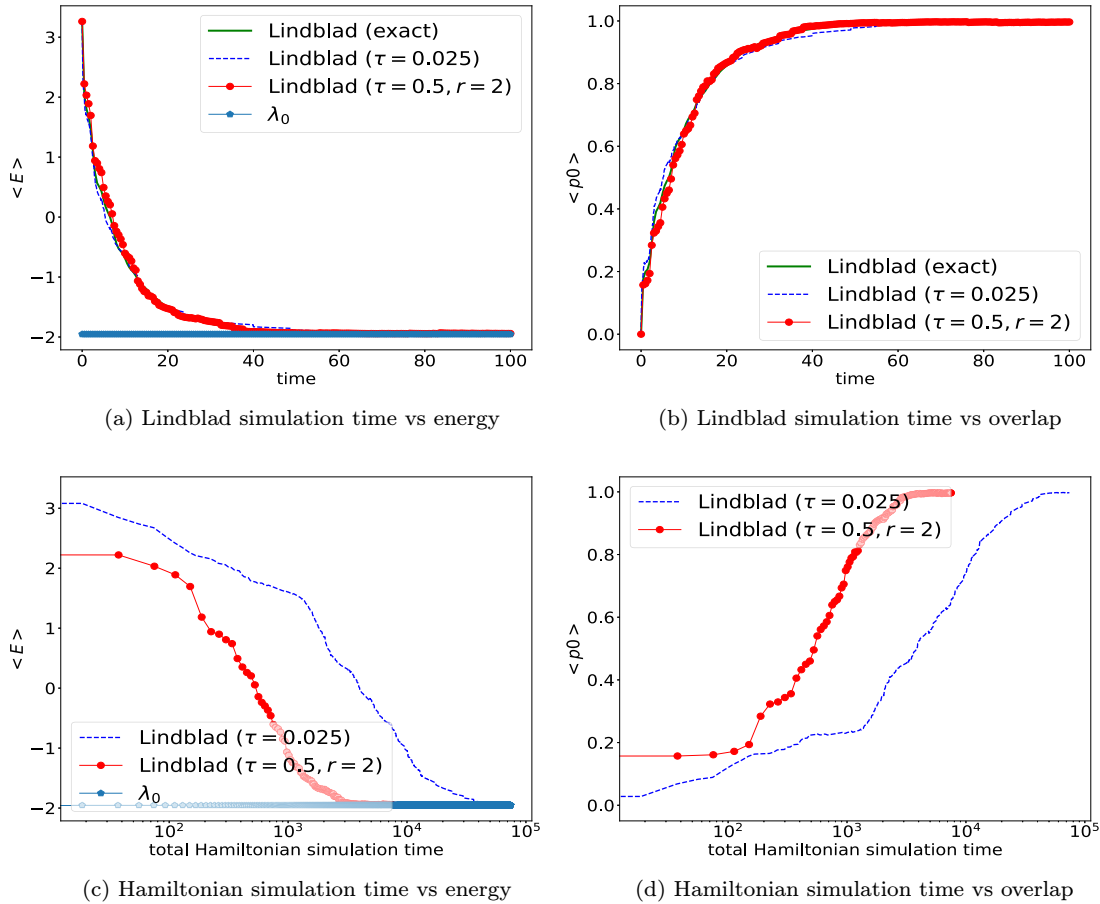 Lindblad (exact)
Lindblad (τ = 0.025)
Lindblad (τ = 0.5, r = 2)
λ₀
3
2
1
0
−1
−2
< E >
0
20
40
60
80
100
time
(a) Lindblad simulation time vs energy
1.0
0.8
0.6
0.4
0.2
0.0
< p0 >
Lindblad (exact)
Lindblad (τ = 0.025)
Lindblad (τ = 0.5, r = 2)
0
20
40
60
80
100
time
(b) Lindblad simulation time vs overlap
3
2
1
0
−1
−2
< E >
Lindblad (τ = 0.025)
Lindblad (τ = 0.5, r = 2)
λ₀
10²
10³
10⁴
10⁵
total Hamiltonian simulation time
(c) Hamiltonian simulation time vs energy
Lindblad (τ = 0.025)
Lindblad (τ = 0.5, r = 2)
1.0
0.8
0.6
0.4
0.2
0.0
< p0 >
10²
10³
10⁴
10⁵
total Hamiltonian simulation time
(d) Hamiltonian simulation time vs overlap